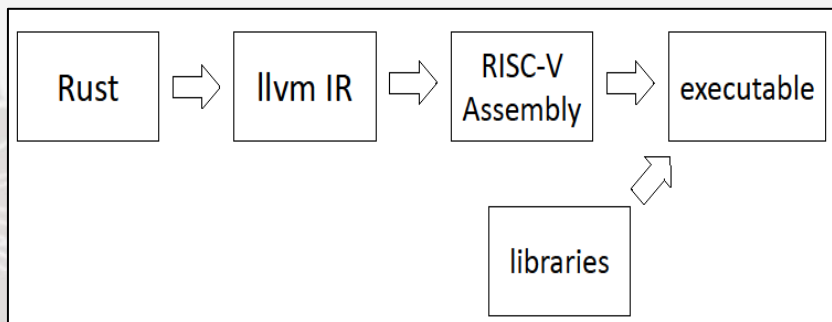 Rust
llvm IR
RISC-V
Assembly
executable
libraries